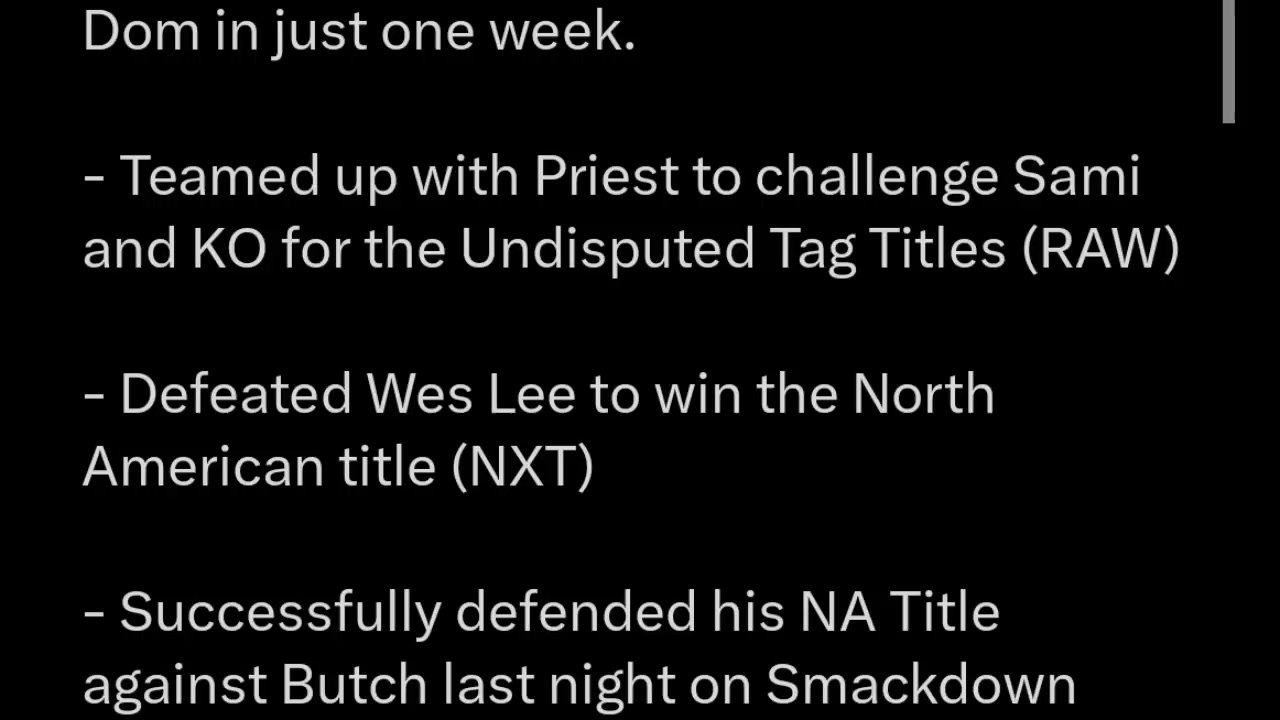 Dom in just one week.
- Teamed up with Priest to challenge Sami
and KO for the Undisputed Tag Titles (RAW)
- Defeated Wes Lee to win the North
American title (NXT)
- Successfully defended his NA Title
against Butch last night on Smackdown